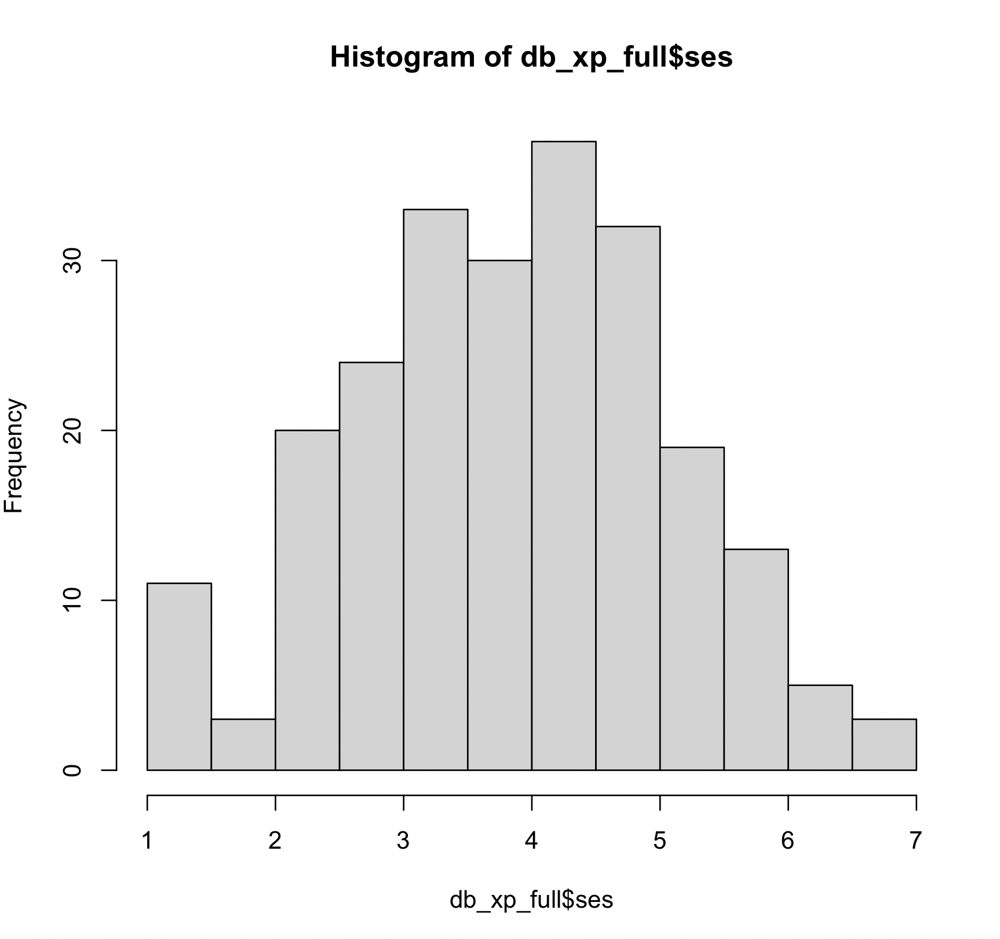 Histogram of db_xp_full$ses
Frequency
30
20
10
0
1 2 3 4 5 6 7
db_xp_full$ses